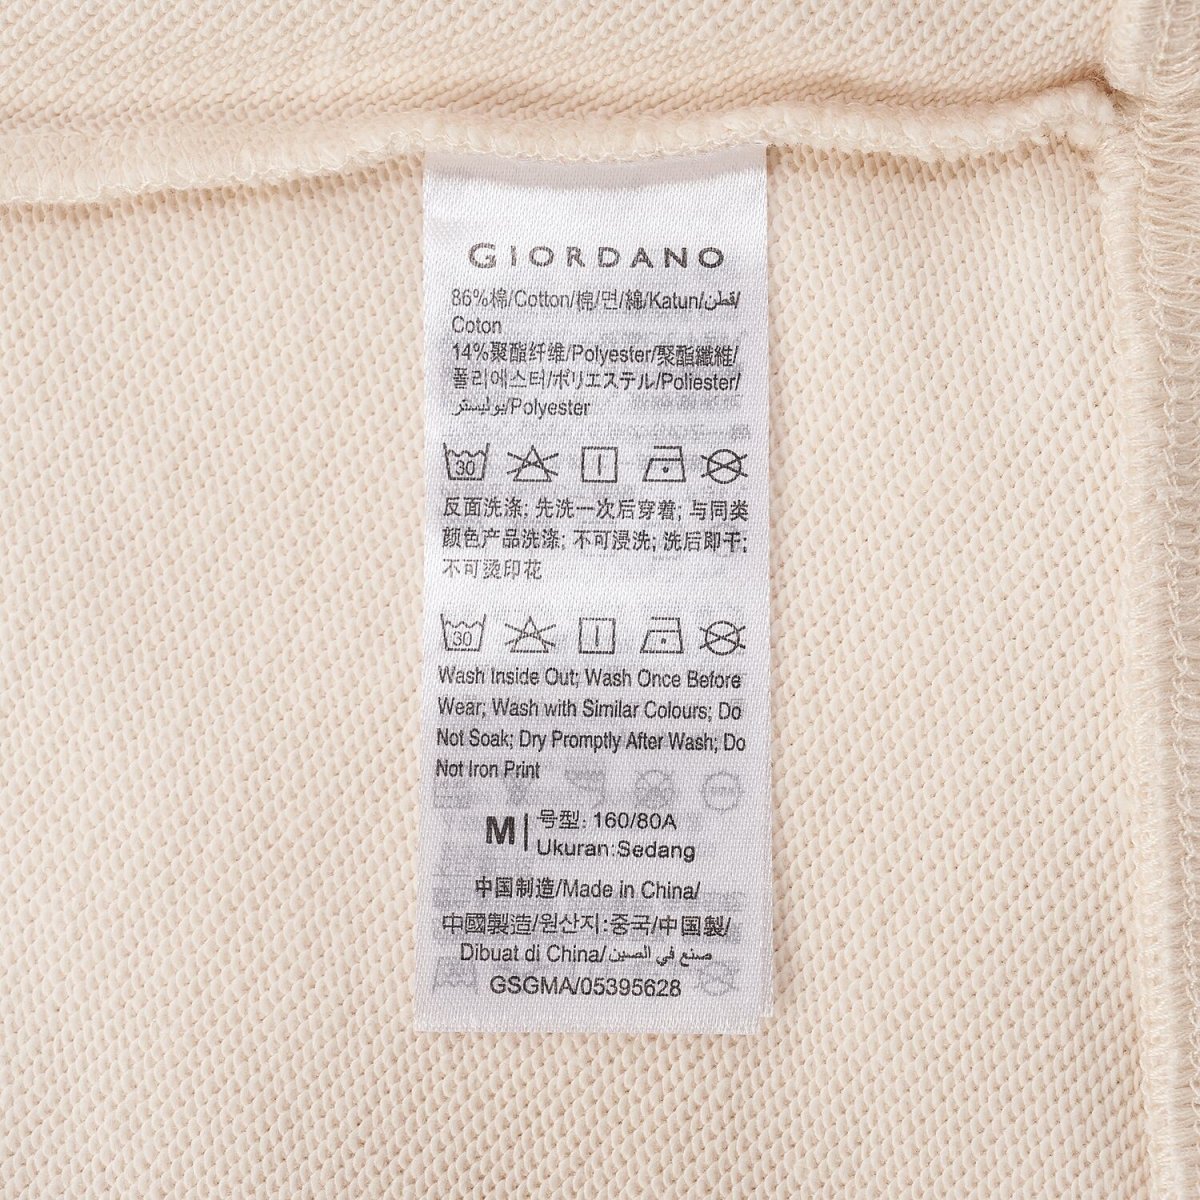 GIORDANO
86%棉/Cotton/棉/면/綿/Katun/قطن/
Coton
14%聚酯纤维/Polyester/聚酯纖維/
폴리에스터/ポリエステル/Poliester/
بوليستر/Polyester
30
反面洗涤; 先洗一次后穿着; 与同类
颜色产品洗涤; 不可浸洗; 洗后即干;
不可烫印花
30
Wash Inside Out; Wash Once Before
Wear; Wash with Similar Colours; Do
Not Soak; Dry Promptly After Wash; Do
Not Iron Print
M| 号型: 160/80A
Ukuran:Sedang
中国制造/Made in China/
中國製造/원산지:중국/中国製/
Dibuat di China/صنع في الصين
GSGMA/05395628